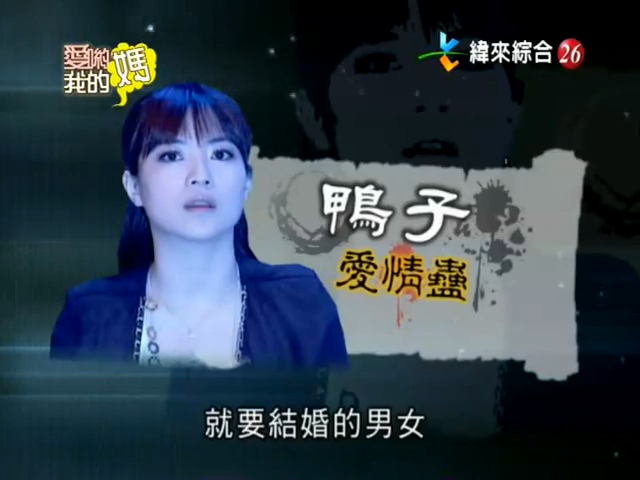 愛喲
我的媽
緯來綜合 26
鴨子
愛情蠱
就要結婚的男女